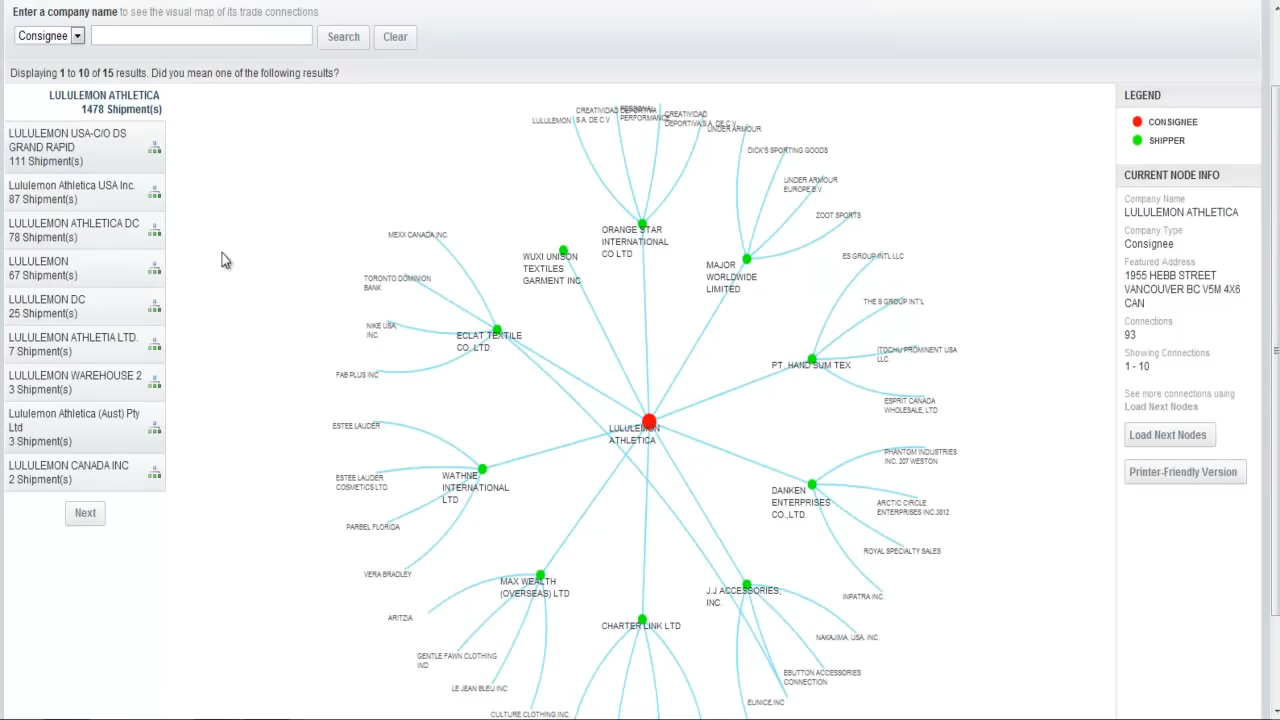 Enter a company name to see the visual map of its trade connections
Consignee
Search
Clear
Displaying 1 to 10 of 15 results. Did you mean one of the following results?
LULULEMON ATHLETICA
1478 Shipment(s)
LULULEMON USA-C/O DS
GRAND RAPID
111 Shipment(s)
Lululemon Athletica USA Inc.
87 Shipment(s)
LULULEMON ATHLETICA DC
78 Shipment(s)
LULULEMON
67 Shipment(s)
LULULEMON DC
25 Shipment(s)
LULULEMON ATHLETIA LTD.
7 Shipment(s)
LULULEMON WAREHOUSE
3 Shipment(s)
Lululemon Athletica (Aust) Pty
Ltd
3 Shipment(s)
LULULEMON CANADA INC
2 Shipment(s)
Next
LULULEMON
CREATIVIDAD DEPORTIVA
S.A. DE C.V
PERSONAL
PERFORMANCE
CREATIVIDAD
DEPORTIVA S.A. DE C.V.
UNDER ARMOUR
DICK'S SPORTING GOODS
UNDER ARMOUR
EUROPE B.V
ZOOT SPORTS
ORANGE STAR
INTERNATIONAL
CO LTD
MEXX CANADA INC
WUXI UNISON
TEXTILES
GARMENT INC
MAJOR
WORLDWIDE
LIMITED
ES GROUP INT'L LLC
TORONTO DOMINION
BANK
THE S GROUP INT'L
NIKE USA,
INC.
ECLAT TEXTILE
CO. LTD.
ITOCHU PROMINENT USA
LLC.
PT. HAND SUM TEX
FAB PLUS INC
ESPRIT CANADA
WHOLESALE, LTD
ESTEE LAUDER
LULULEMON
ATHLETICA
PHANTOM INDUSTRIES
INC. 207 WESTON
ESTEE LAUDER
COSMETICS LTD.
WATHNE
INTERNATIONAL
LTD
DANKEN
ENTERPRISES
CO.,LTD.
ARCTIC CIRCLE
ENTERPRISES INC.3812
PARBEL FLORIDA
ROYAL SPECIALTY SALES
VERA BRADLEY
MAX WEALTH
(OVERSEAS) LTD
J.J ACCESSORIES,
INC.
INPATRA INC.
ARITZIA
CHARTER LINK LTD
NAKAJIMA, USA, INC.
GENTLE FAWN CLOTHING
IND
EBUTTON ACCESSORIES
CONNECTION
LE JEAN BLEU INC
EUNICE INC
CULTURE CLOTHING INC.
LEGEND
CONSIGNEE
SHIPPER
CURRENT NODE INFO
Company Name
LULULEMON ATHLETICA
Company Type
Consignee
Featured Address
1955 HEBB STREET
VANCOUVER BC V5M 4X6
CAN
Connections
93
Showing Connections
1 - 10
See more connections using
Load Next Nodes
Load Next Nodes
Printer-Friendly Version